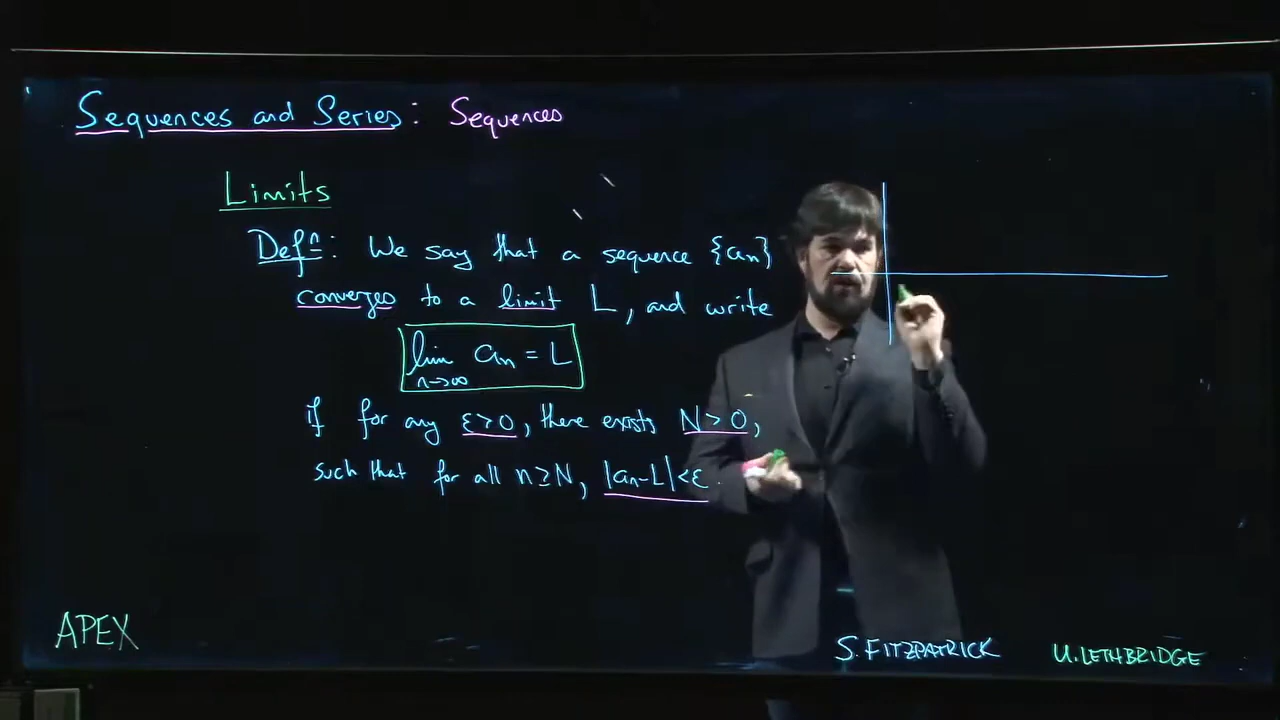 Sequences and Series: Sequences
Limits
Defⁿ: We say that a sequence {an}
converges to a limit L, and write
lim an = L
n→∞
if for any ε>0, there exists N>0,
such that for all n≥N, |an-L|<ε.
APEX
S. FITZPATRICK
U. LETHBRIDGE